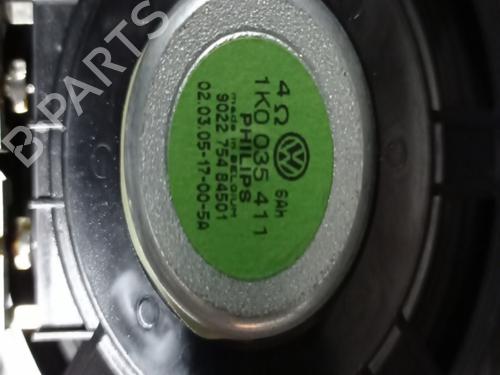 4 Ω VW 6Ah
1K0 035 411
PHILIPS
made in BELGIUM
9022 754 84501
02.03.05-17-00-5A
B PARTS